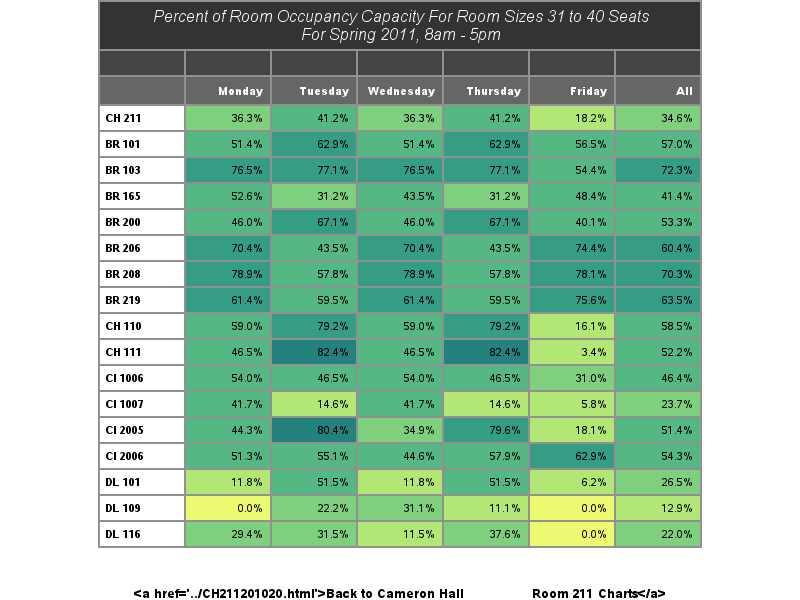 Percent of Room Occupancy Capacity For Room Sizes 31 to 40 Seats
For Spring 2011, 8am - 5pm
Monday Tuesday Wednesday Thursday Friday All
CH 211 36.3% 41.2% 36.3% 41.2% 18.2% 34.6%
BR 101 51.4% 62.9% 51.4% 62.9% 56.5% 57.0%
BR 103 76.5% 77.1% 76.5% 77.1% 54.4% 72.3%
BR 165 52.6% 31.2% 43.5% 31.2% 48.4% 41.4%
BR 200 46.0% 67.1% 46.0% 67.1% 40.1% 53.3%
BR 206 70.4% 43.5% 70.4% 43.5% 74.4% 60.4%
BR 208 78.9% 57.8% 78.9% 57.8% 78.1% 70.3%
BR 219 61.4% 59.5% 61.4% 59.5% 75.6% 63.5%
CH 110 59.0% 79.2% 59.0% 79.2% 16.1% 58.5%
CH 111 46.5% 82.4% 46.5% 82.4% 3.4% 52.2%
CI 1006 54.0% 46.5% 54.0% 46.5% 31.0% 46.4%
CI 1007 41.7% 14.6% 41.7% 14.6% 5.8% 23.7%
CI 2005 44.3% 80.4% 34.9% 79.6% 18.1% 51.4%
CI 2006 51.3% 55.1% 44.6% 57.9% 62.9% 54.3%
DL 101 11.8% 51.5% 11.8% 51.5% 6.2% 26.5%
DL 109 0.0% 22.2% 31.1% 11.1% 0.0% 12.9%
DL 116 29.4% 31.5% 11.5% 37.6% 0.0% 22.0%
<a href='../CH211201020.html'>Back to Cameron Hall Room 211 Charts</a>